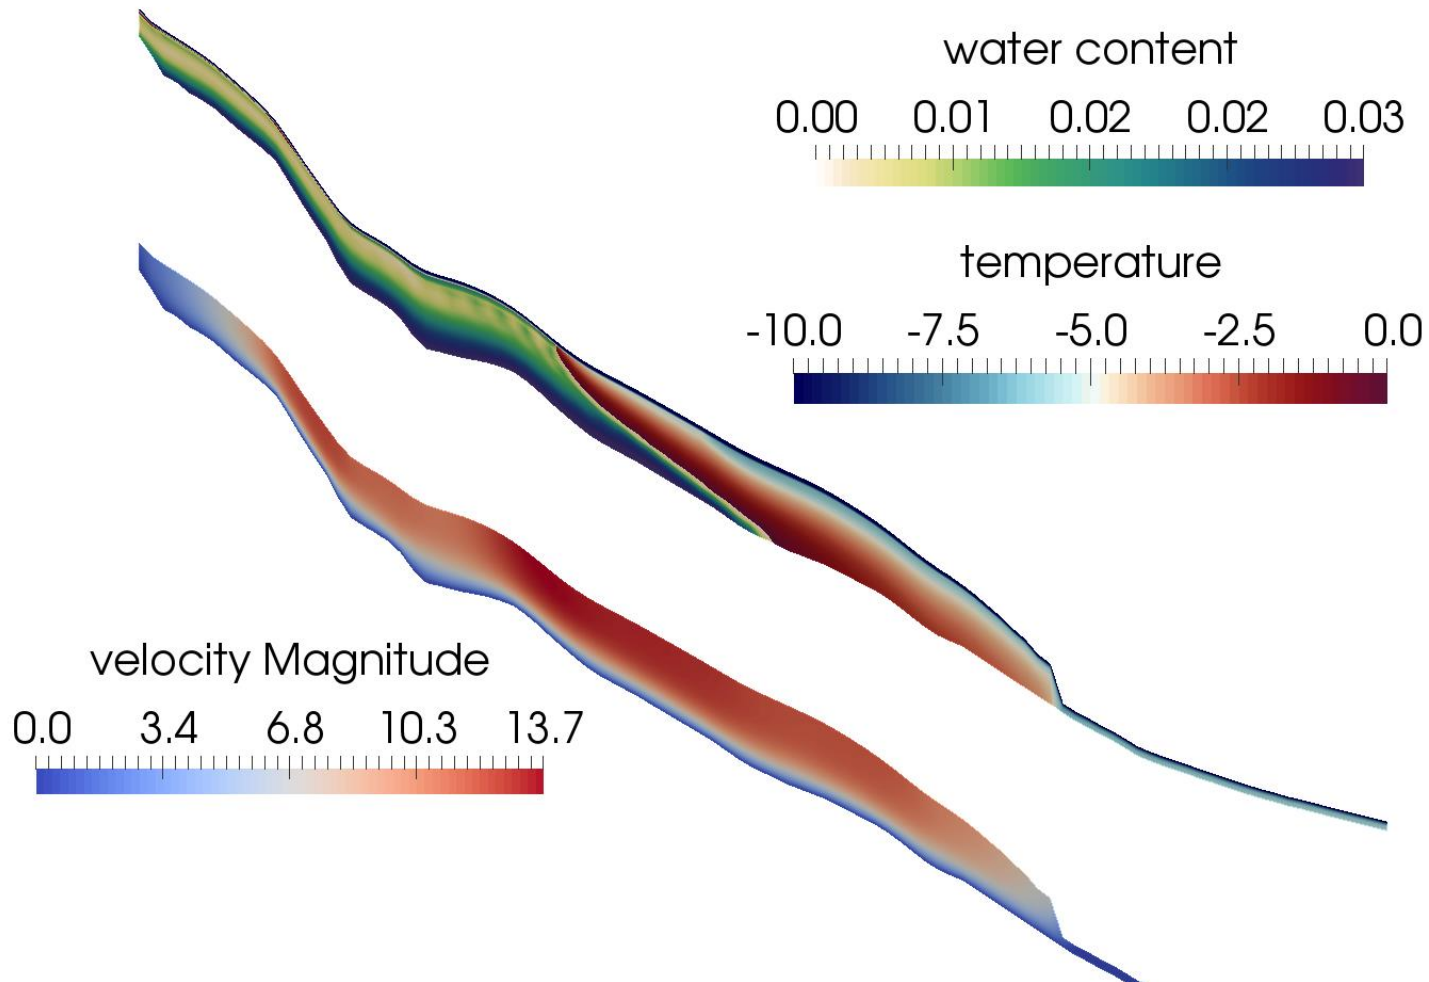 water content
0.00 0.01 0.02 0.02 0.03
temperature
-10.0 -7.5 -5.0 -2.5 0.0
velocity Magnitude
0.0 3.4 6.8 10.3 13.7